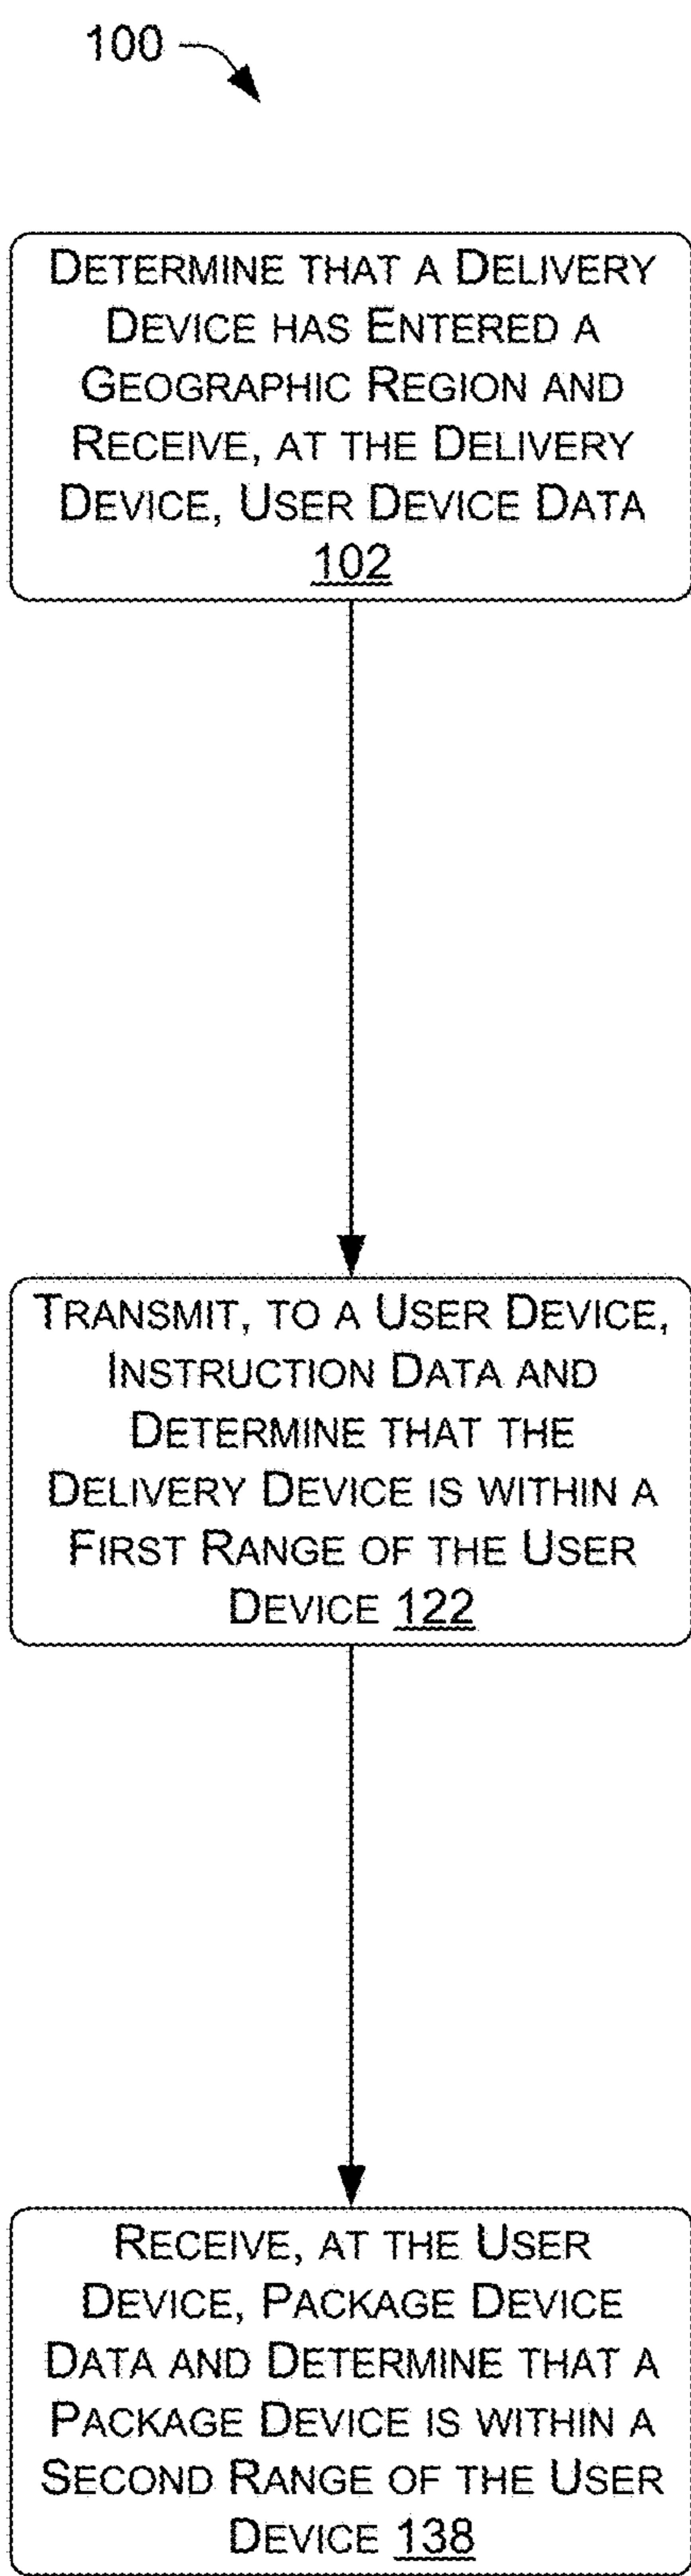 100
DETERMINE THAT A DELIVERY
DEVICE HAS ENTERED A
GEOGRAPHIC REGION AND
RECEIVE, AT THE DELIVERY
DEVICE, USER DEVICE DATA
102
TRANSMIT, TO A USER DEVICE,
INSTRUCTION DATA AND
DETERMINE THAT THE
DELIVERY DEVICE IS WITHIN A
FIRST RANGE OF THE USER
DEVICE 122
RECEIVE, AT THE USER
DEVICE, PACKAGE DEVICE
DATA AND DETERMINE THAT A
PACKAGE DEVICE IS WITHIN A
SECOND RANGE OF THE USER
DEVICE 138